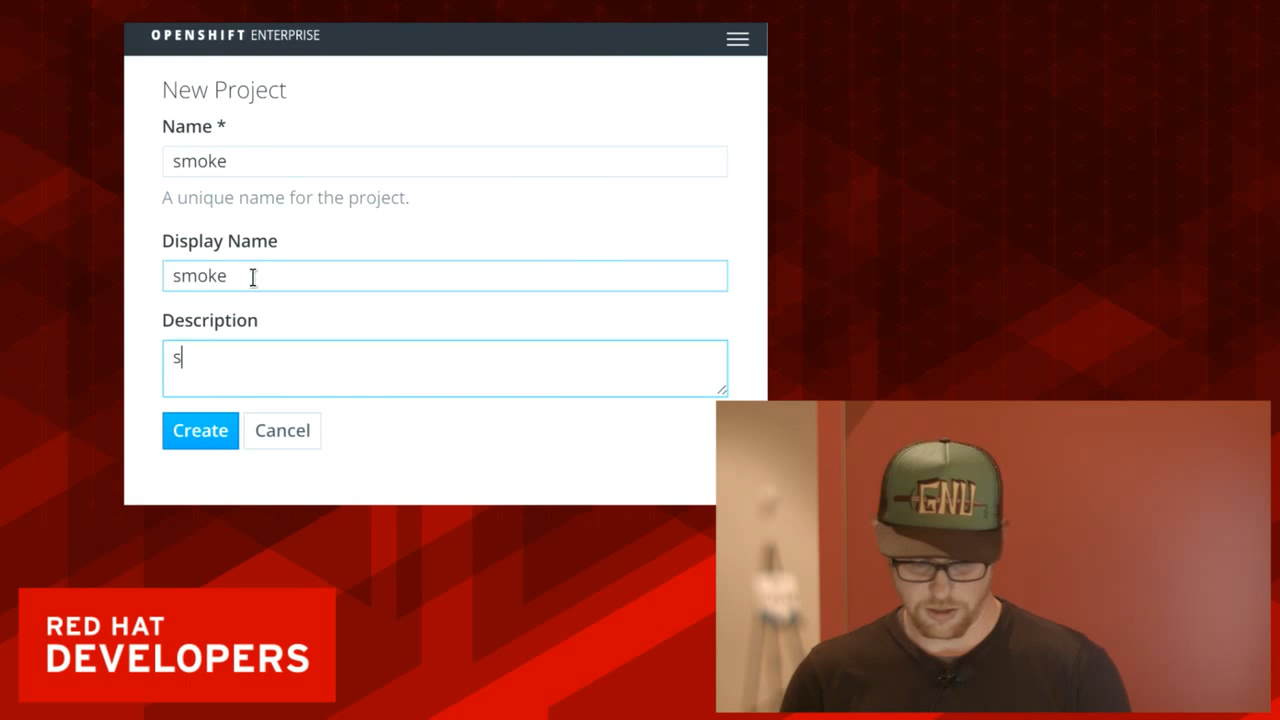 OPENSHIFT ENTERPRISE
New Project
Name *
smoke
A unique name for the project.
Display Name
smoke
Description
s
Create Cancel
GNU
RED HAT
DEVELOPERS